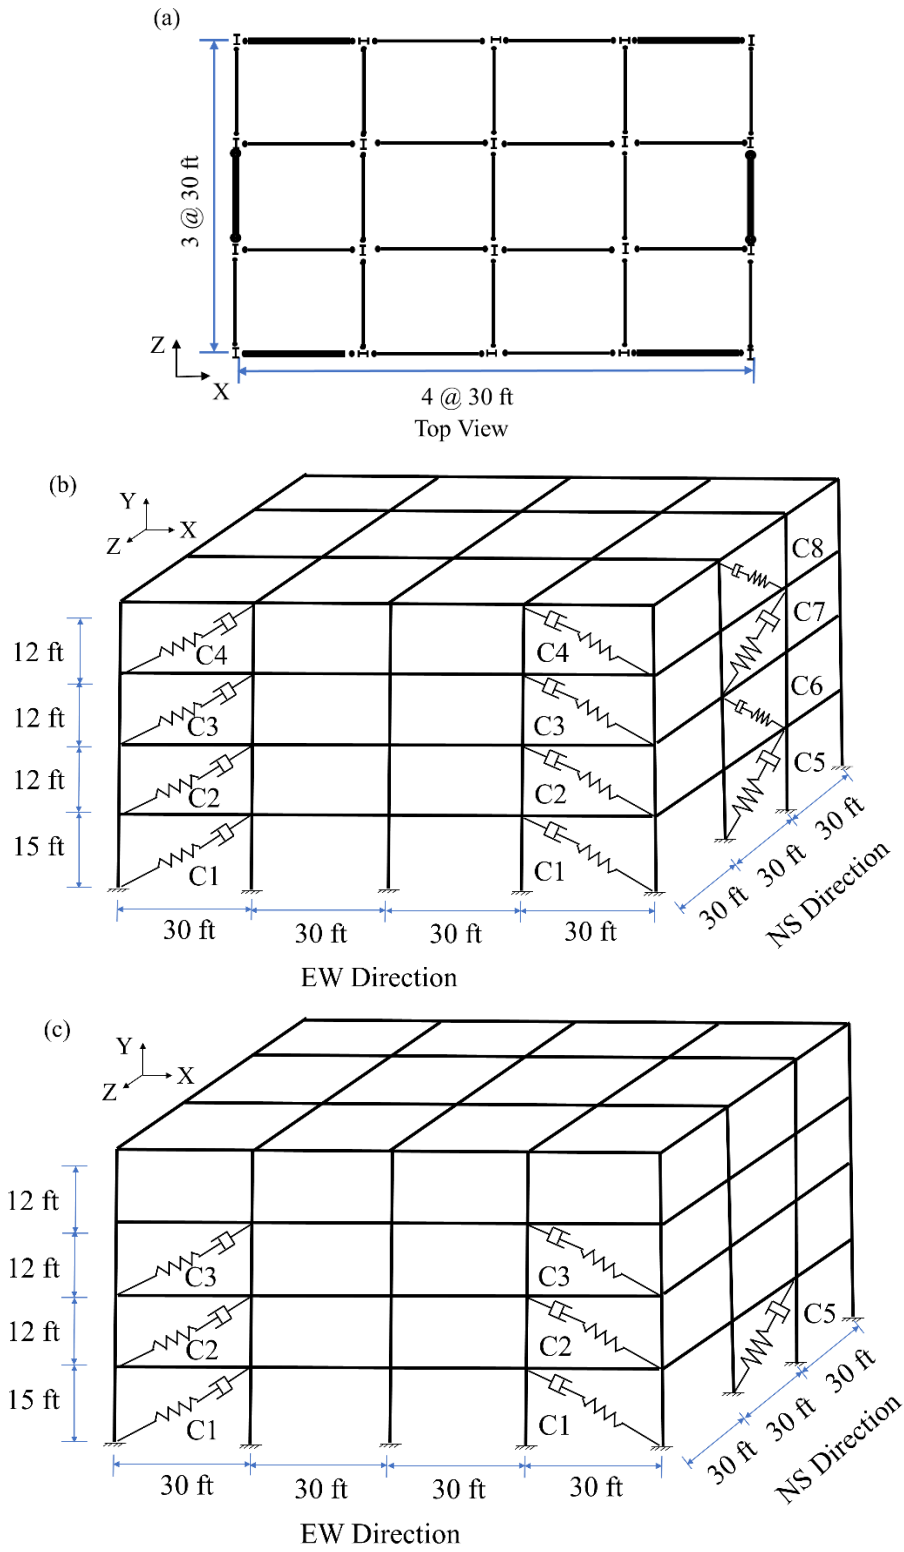 (a)
3 @ 30 ft
Z
X
4 @ 30 ft
Top View
(b)
Y
X
Z
C8
12 ft
C4
C4
C7
12 ft
C3
C3
C6
12 ft
C2
C2
C5
15 ft
C1
C1
30 ft
30 ft
30 ft
30 ft
30 ft
30 ft
30 ft
NS Direction
EW Direction
(c)
Y
X
Z
12 ft
12 ft
C3
C3
12 ft
C2
C2
C5
15 ft
C1
C1
30 ft
30 ft
30 ft
30 ft
30 ft
30 ft
30 ft
NS Direction
EW Direction